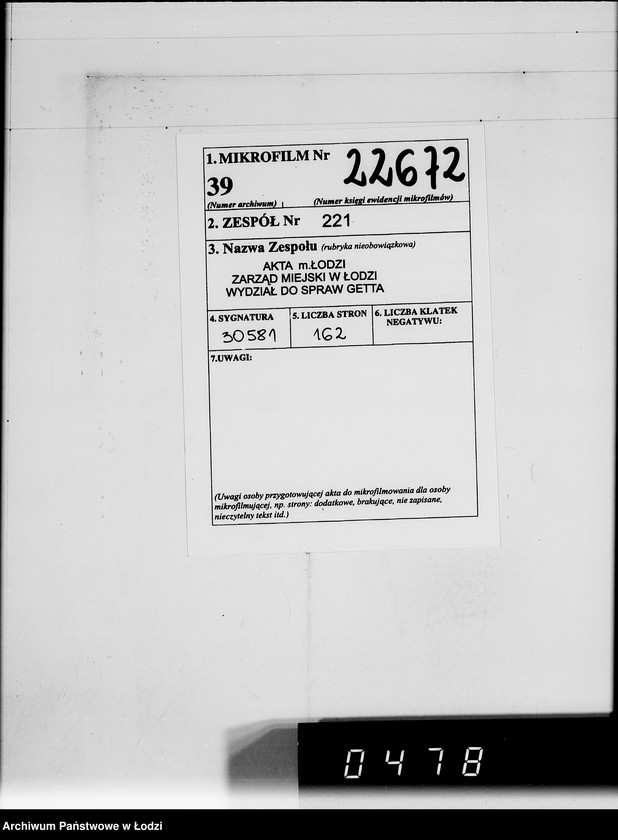 1. MIKROFILM Nr 22672
39
(Numer archiwum) (Numer księgi ewidencji mikrofilmów)
2. ZESPÓŁ Nr 221
3. Nazwa Zespołu (rubryka nieobowiązkowa)
AKTA m.ŁODZI
ZARZĄD MIEJSKI W ŁODZI
WYDZIAŁ DO SPRAW GETTA
4. SYGNATURA 5. LICZBA STRON 6. LICZBA KLATEK
NEGATYWU:
30581 162
7.UWAGI:
(Uwagi osoby przygotowującej akta do mikrofilmowania dla osoby
mikrofilmującej, np. strony: dodatkowe, brakujące, nie zapisane,
nieczytelny tekst itd.)
0478
Archiwum Państwowe w Łodzi